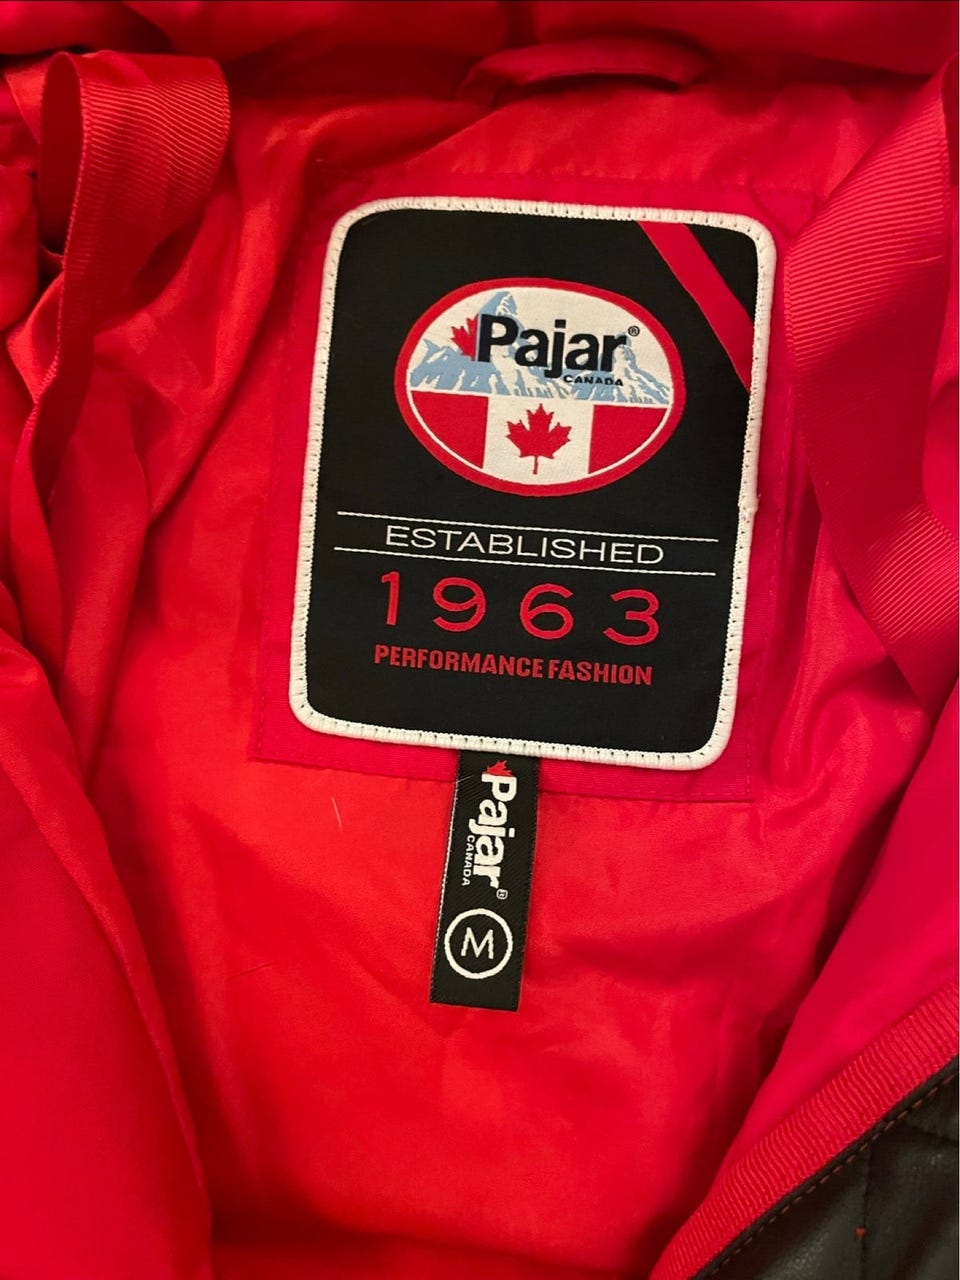 Pajar®
CANADA
ESTABLISHED
1963
PERFORMANCE FASHION
Pajar®
CANADA
M